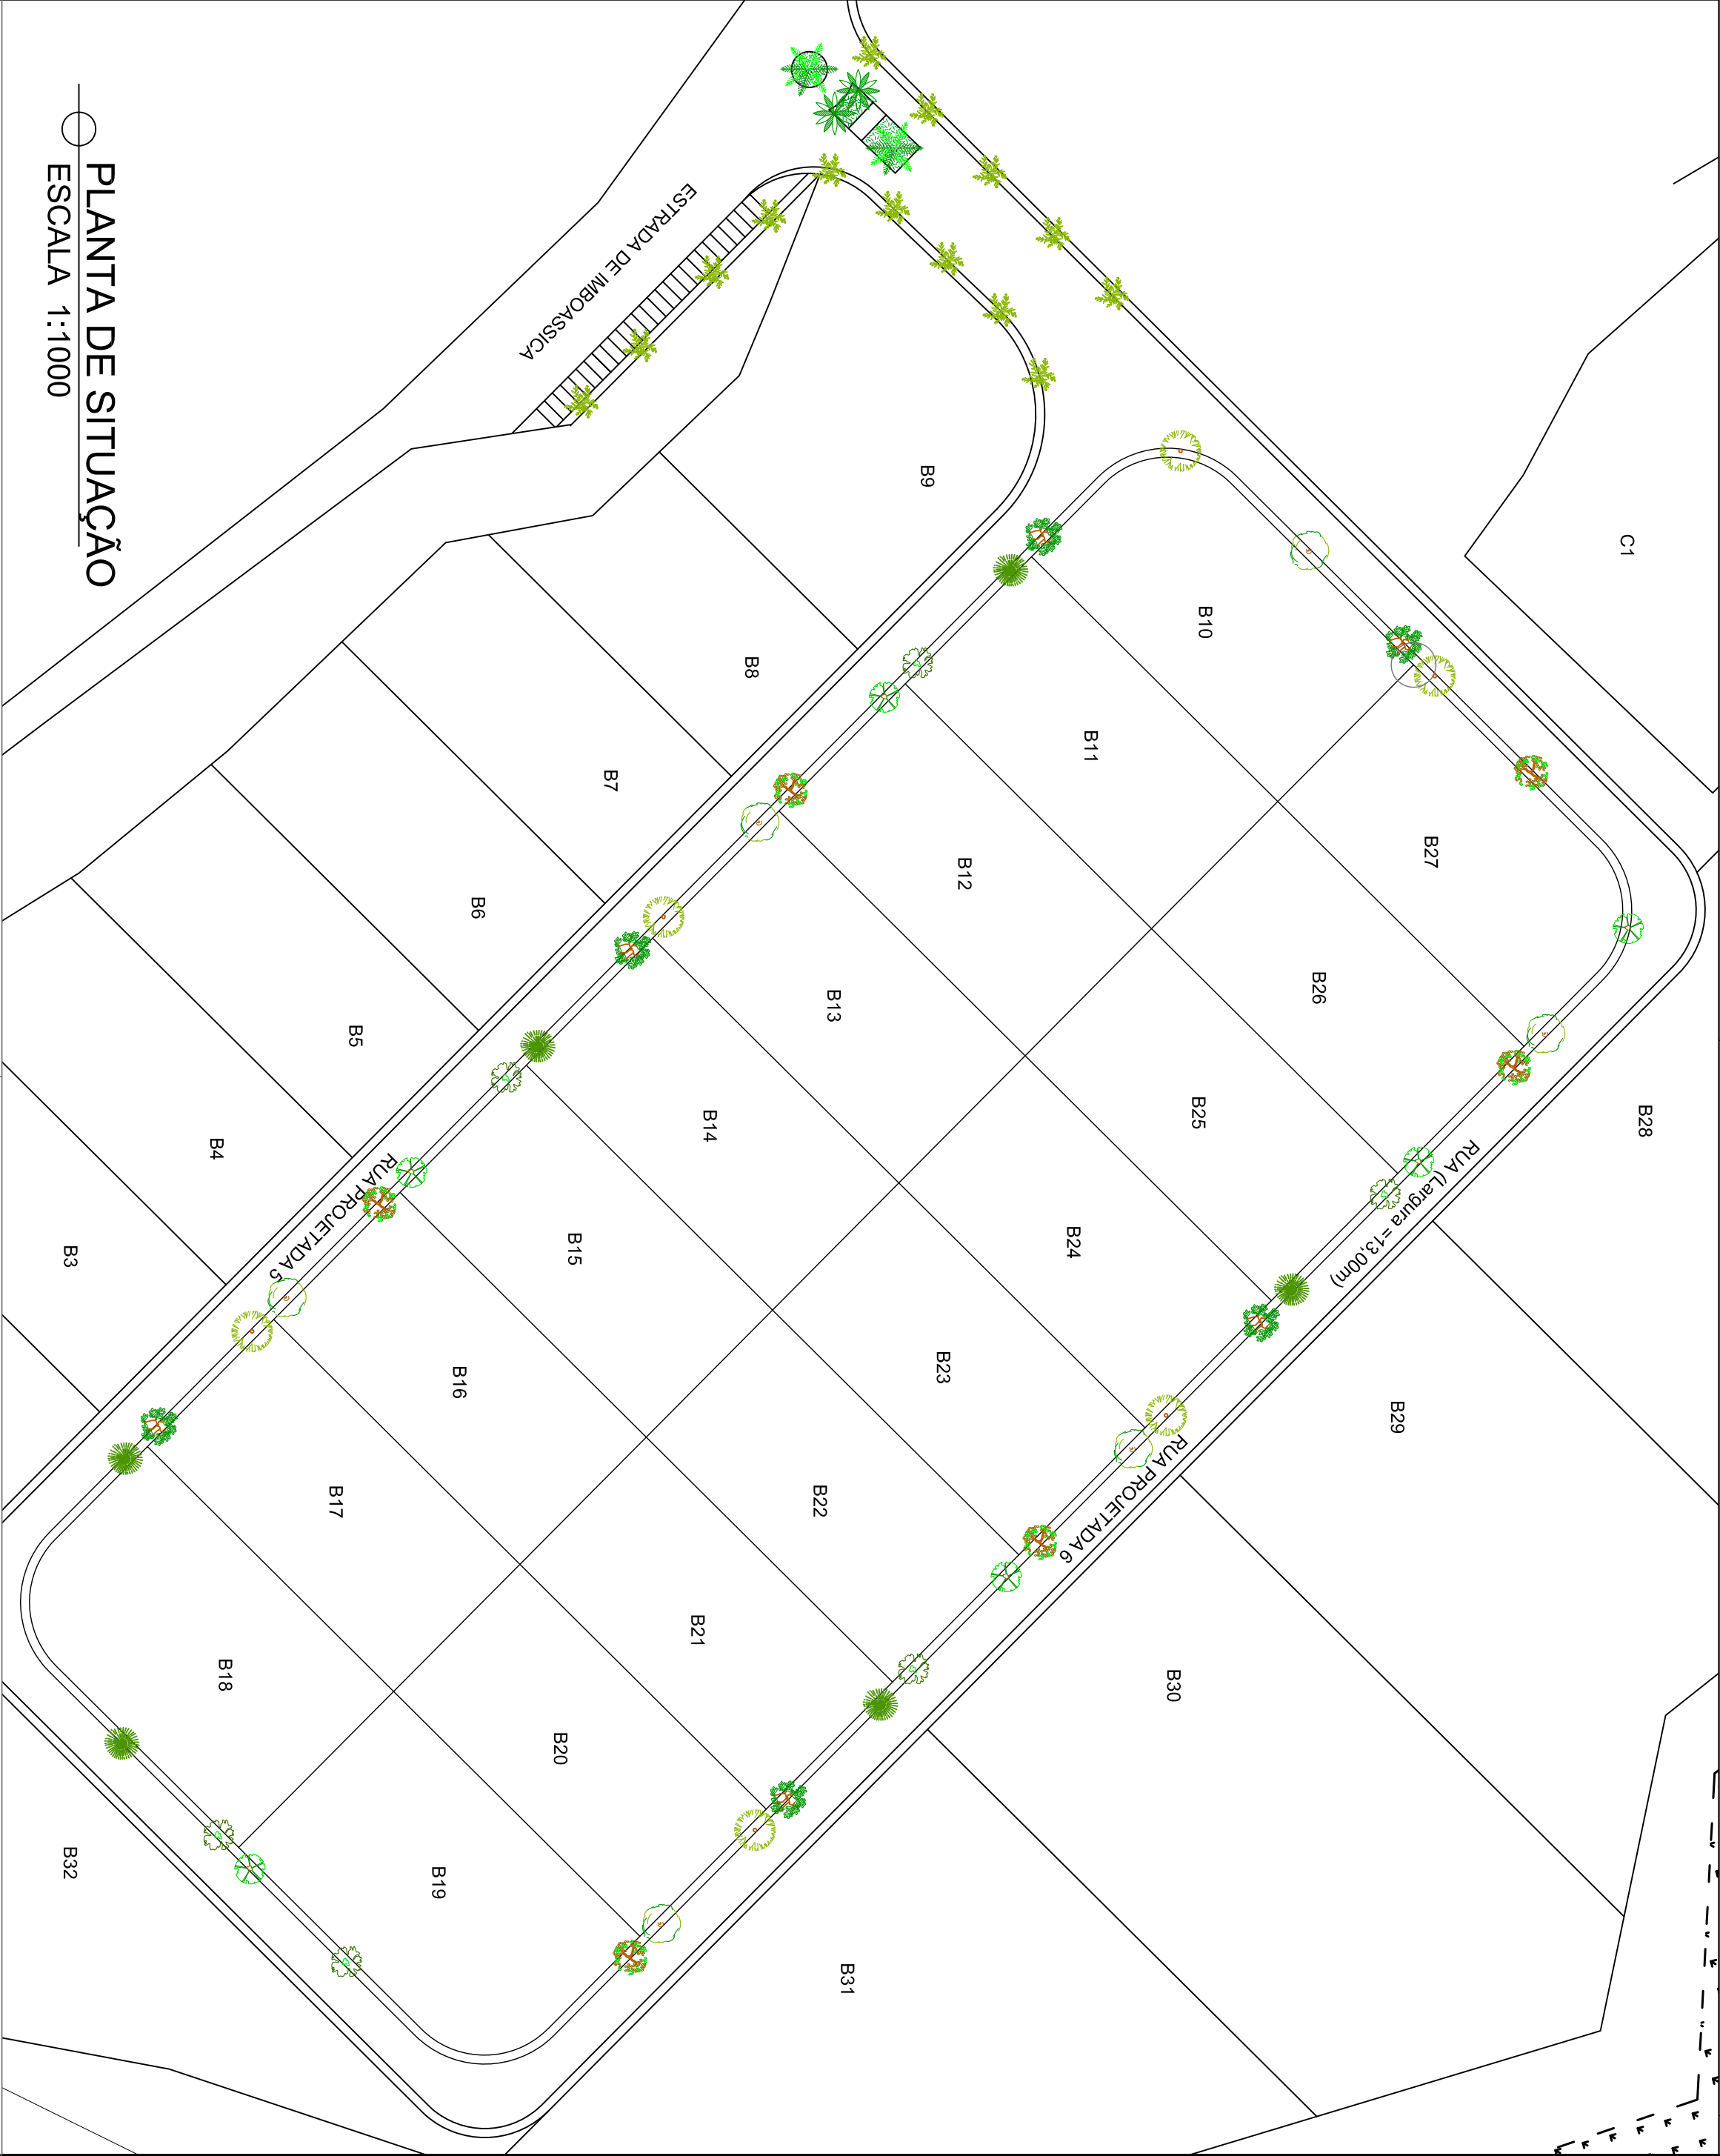 PLANTA DE SITUAÇÃO
ESCALA 1:1000
ESTRADA DE IMBOASSICA
C1
B9
B10
B8
B11
B7
B27
B12
B6
B26
B13
B5
B28
B25
B14
B4
RUA (Largura =13,00m)
B24
B15
B3
RUA PROJETADA 5
B29
B23
B16
RUA PROJETADA 6
B22
B17
B30
B21
B18
B20
B32
B19
B31